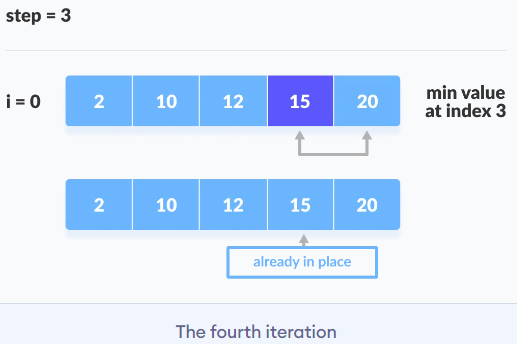 step = 3
i = 0
2 10 12 15 20
min value
at index 3
2 10 12 15 20
already in place
The fourth iteration